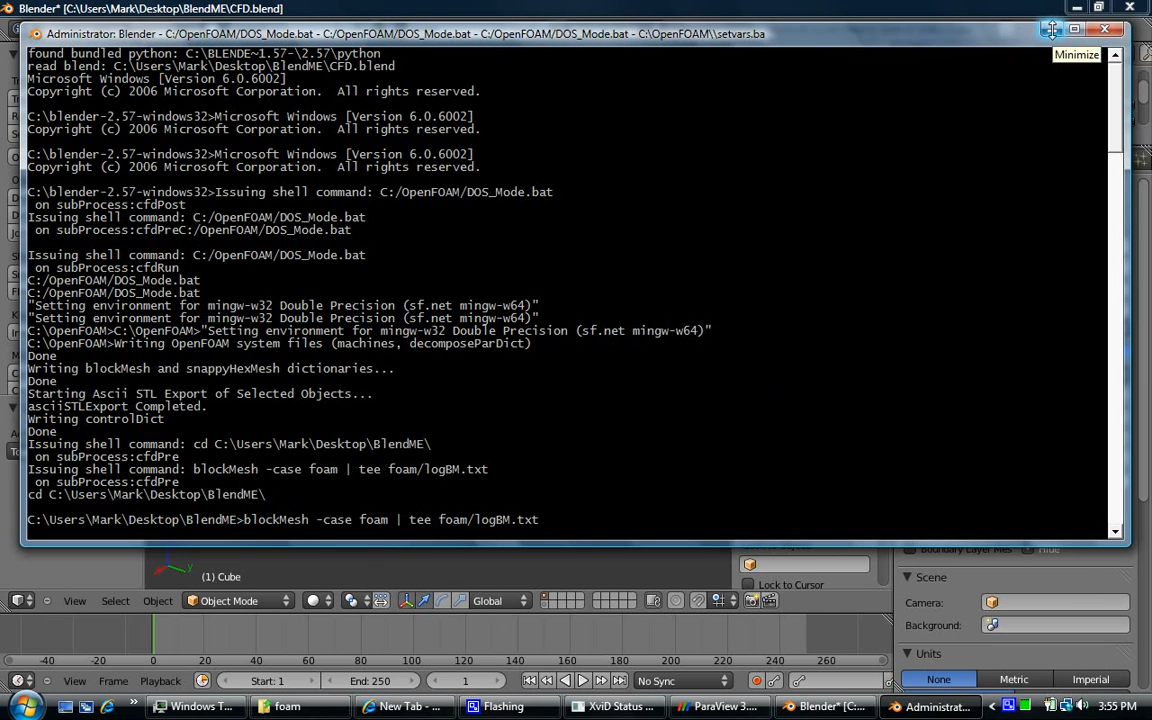 Blender* [C:\Users\Mark\Desktop\BlendME\CFD.blend]
Administrator: Blender - C:/OpenFOAM/DOS_Mode.bat - C:/OpenFOAM/DOS_Mode.bat - C:/OpenFOAM/DOS_Mode.bat - C:\OpenFOAM\\setvars.ba
Minimize
found bundled python: C:\BLENDE~1.57-\2.57\python
read blend: C:\Users\Mark\Desktop\BlendME\CFD.blend
Microsoft Windows [Version 6.0.6002]
Copyright (c) 2006 Microsoft Corporation.  All rights reserved.
C:\blender-2.57-windows32>Microsoft Windows [Version 6.0.6002]
Copyright (c) 2006 Microsoft Corporation.  All rights reserved.
C:\blender-2.57-windows32>Microsoft Windows [Version 6.0.6002]
Copyright (c) 2006 Microsoft Corporation.  All rights reserved.
C:\blender-2.57-windows32>Issuing shell command: C:/OpenFOAM/DOS_Mode.bat
on subProcess:cfdPost
Issuing shell command: C:/OpenFOAM/DOS_Mode.bat
on subProcess:cfdPreC:/OpenFOAM/DOS_Mode.bat
Issuing shell command: C:/OpenFOAM/DOS_Mode.bat
on subProcess:cfdRun
C:/OpenFOAM/DOS_Mode.bat
C:/OpenFOAM/DOS_Mode.bat
"Setting environment for mingw-w32 Double Precision (sf.net mingw-w64)"
"Setting environment for mingw-w32 Double Precision (sf.net mingw-w64)"
C:\OpenFOAM>C:\OpenFOAM>"Setting environment for mingw-w32 Double Precision (sf.net mingw-w64)"
C:\OpenFOAM>Writing OpenFOAM system files (machines, decomposeParDict)
Done
Writing blockMesh and snappyHexMesh dictionaries...
Done
Starting Ascii STL Export of Selected Objects...
asciiSTLExport Completed.
Writing controlDict
Done
Issuing shell command: cd C:\Users\Mark\Desktop\BlendME\
on subProcess:cfdPre
Issuing shell command: blockMesh -case foam | tee foam/logBM.txt
on subProcess:cfdPre
cd C:\Users\Mark\Desktop\BlendME\
C:\Users\Mark\Desktop\BlendME>blockMesh -case foam | tee foam/logBM.txt
Hide
Lock to Cursor
(1) Cube
Scene
Camera:
Background:
Units
None Metric Imperial
View Select Object Object Mode Global
-40 -20 0 20 40 60 80 100 120 140 160 180 200 220 240 260
View Frame Playback Start: 1 End: 250 1 No Sync
Windows T... foam New Tab - ... Flashing XviD Status ... ParaView 3.... Blender* [C:... Administrat... 3:55 PM